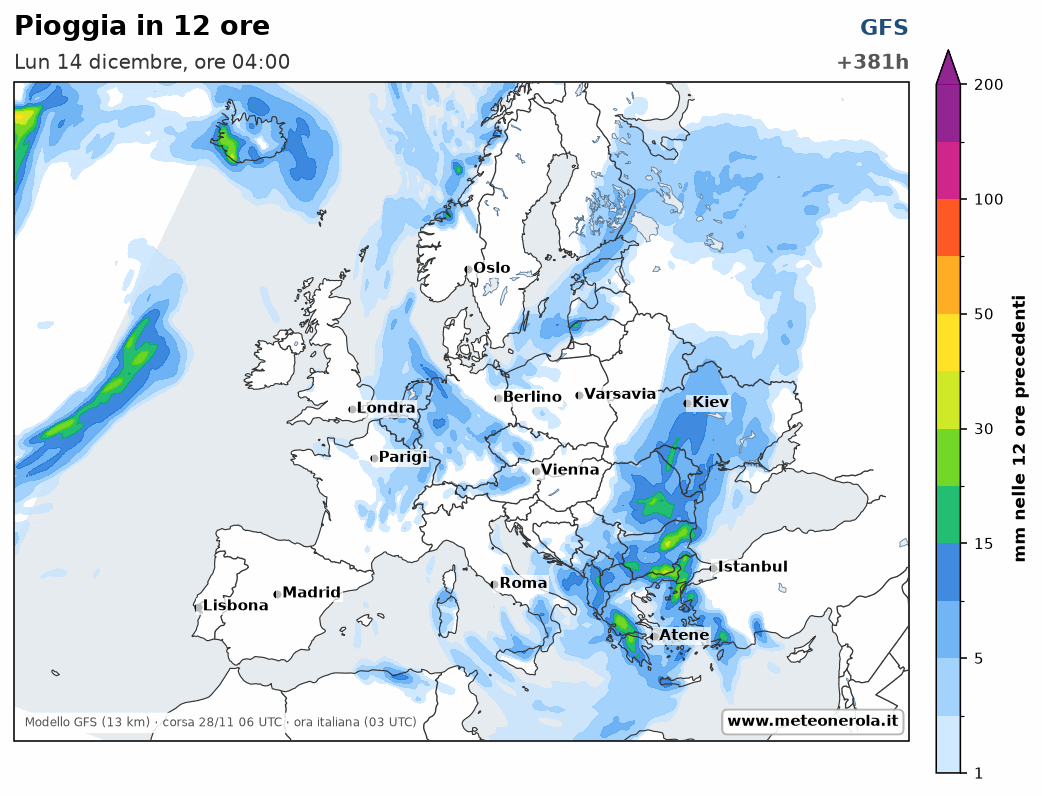 Pioggia in 12 ore
GFS
Lun 14 dicembre, ore 04:00
+381h
200
100
50
30
15
5
1
mm nelle 12 ore precedenti
Oslo
Berlino
Varsavia
Kiev
Londra
Parigi
Vienna
Istanbul
Roma
Madrid
Lisbona
Atene
Modello GFS (13 km) · corsa 28/11 06 UTC · ora italiana (03 UTC)
www.meteonerola.it